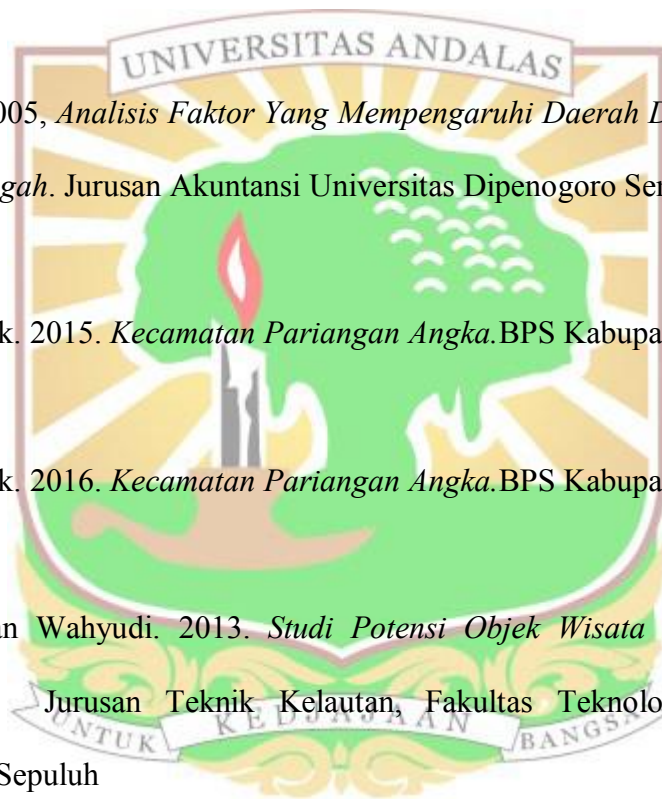 UNIVERSITAS ANDALAS
005, Analisis Faktor Yang Mempengaruhi Daerah D
gah. Jurusan Akuntansi Universitas Dipenogoro Ser
k. 2015. Kecamatan Pariangan Angka.BPS Kabupa
k. 2016. Kecamatan Pariangan Angka.BPS Kabupa
an Wahyudi. 2013. Studi Potensi Objek Wisata
Jurusan Teknik Kelautan, Fakultas Teknolo
UNTUK KEDJAJAAN BANGSA
Sepuluh